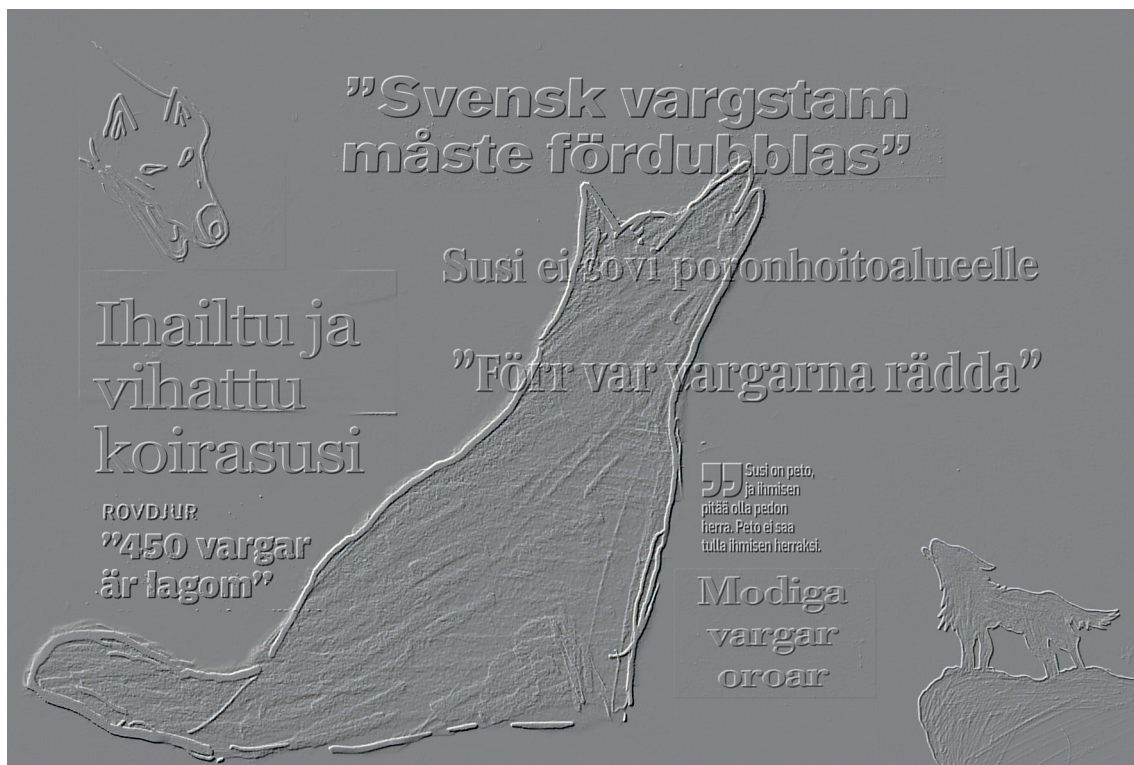 ”Svensk vargstam
måste fördubblas”
Susi ei sovi poronhoitoalueelle
Ihailtu ja
vihattu
koirasusi
”Förr var vargarna rädda”
”Susi on peto,
ja ihmisen
pitää olla pedon
herra. Peto ei saa
tulla ihmisen herraksi.
ROVDJUR
”450 vargar
är lagom”
Modiga
vargar
oroar